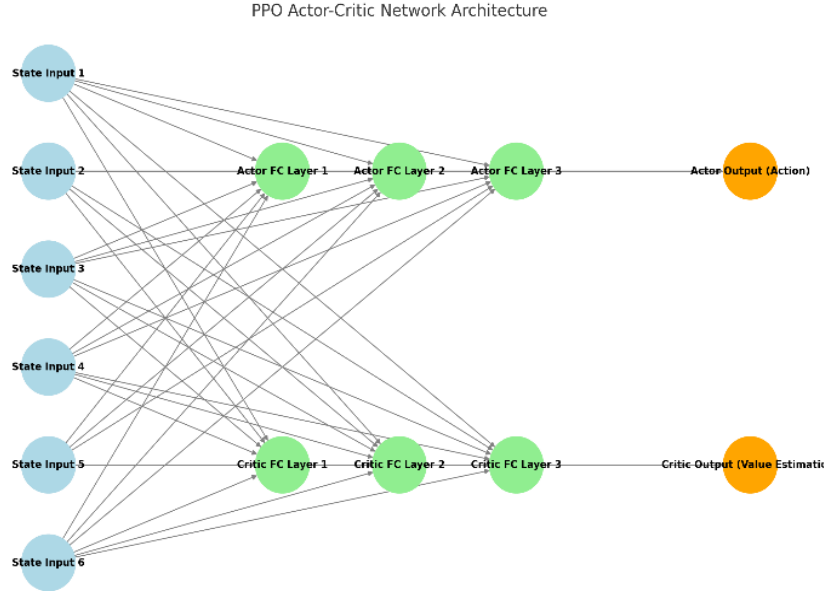 PPO Actor-Critic Network Architecture
State Input 1
State Input 2
Actor FC Layer 1
Actor FC Layer 2
Actor FC Layer 3
Actor Output (Action)
State Input 3
State Input 4
State Input 5
Critic FC Layer 1
Critic FC Layer 2
Critic FC Layer 3
Critic Output (Value Estimatio
State Input 6